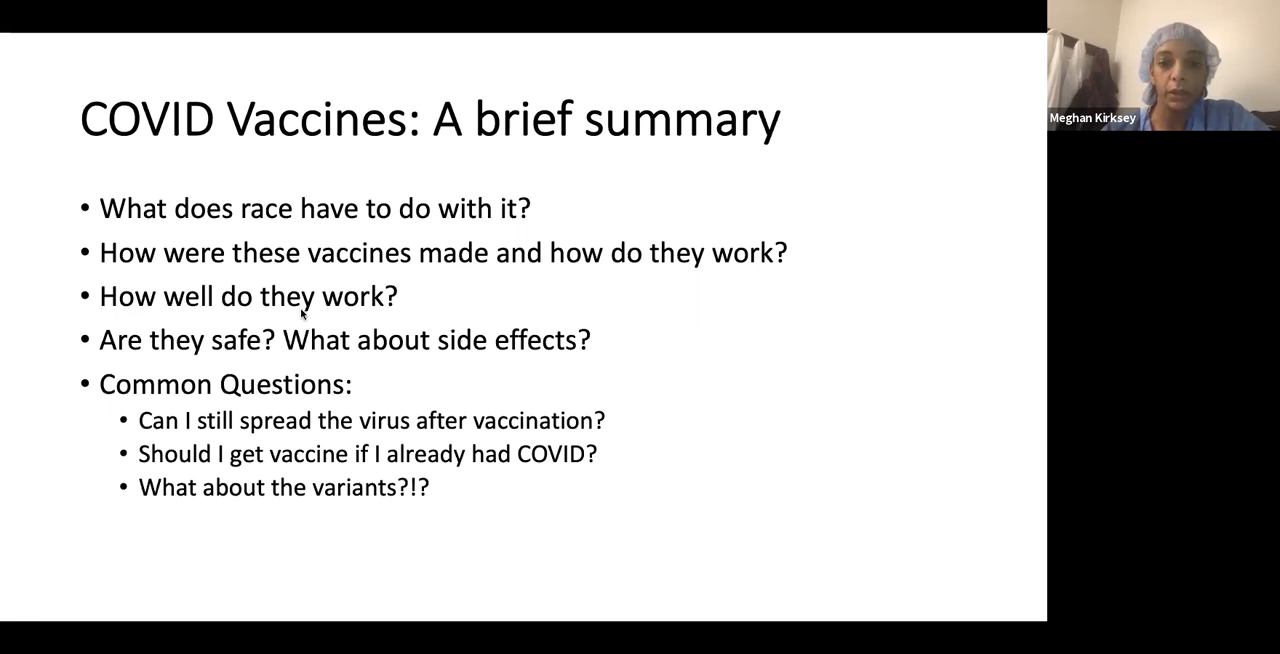 COVID Vaccines: A brief summary
• What does race have to do with it?
• How were these vaccines made and how do they work?
• How well do they work?
• Are they safe? What about side effects?
• Common Questions:
• Can I still spread the virus after vaccination?
• Should I get vaccine if I already had COVID?
• What about the variants?!?
Meghan Kirksey